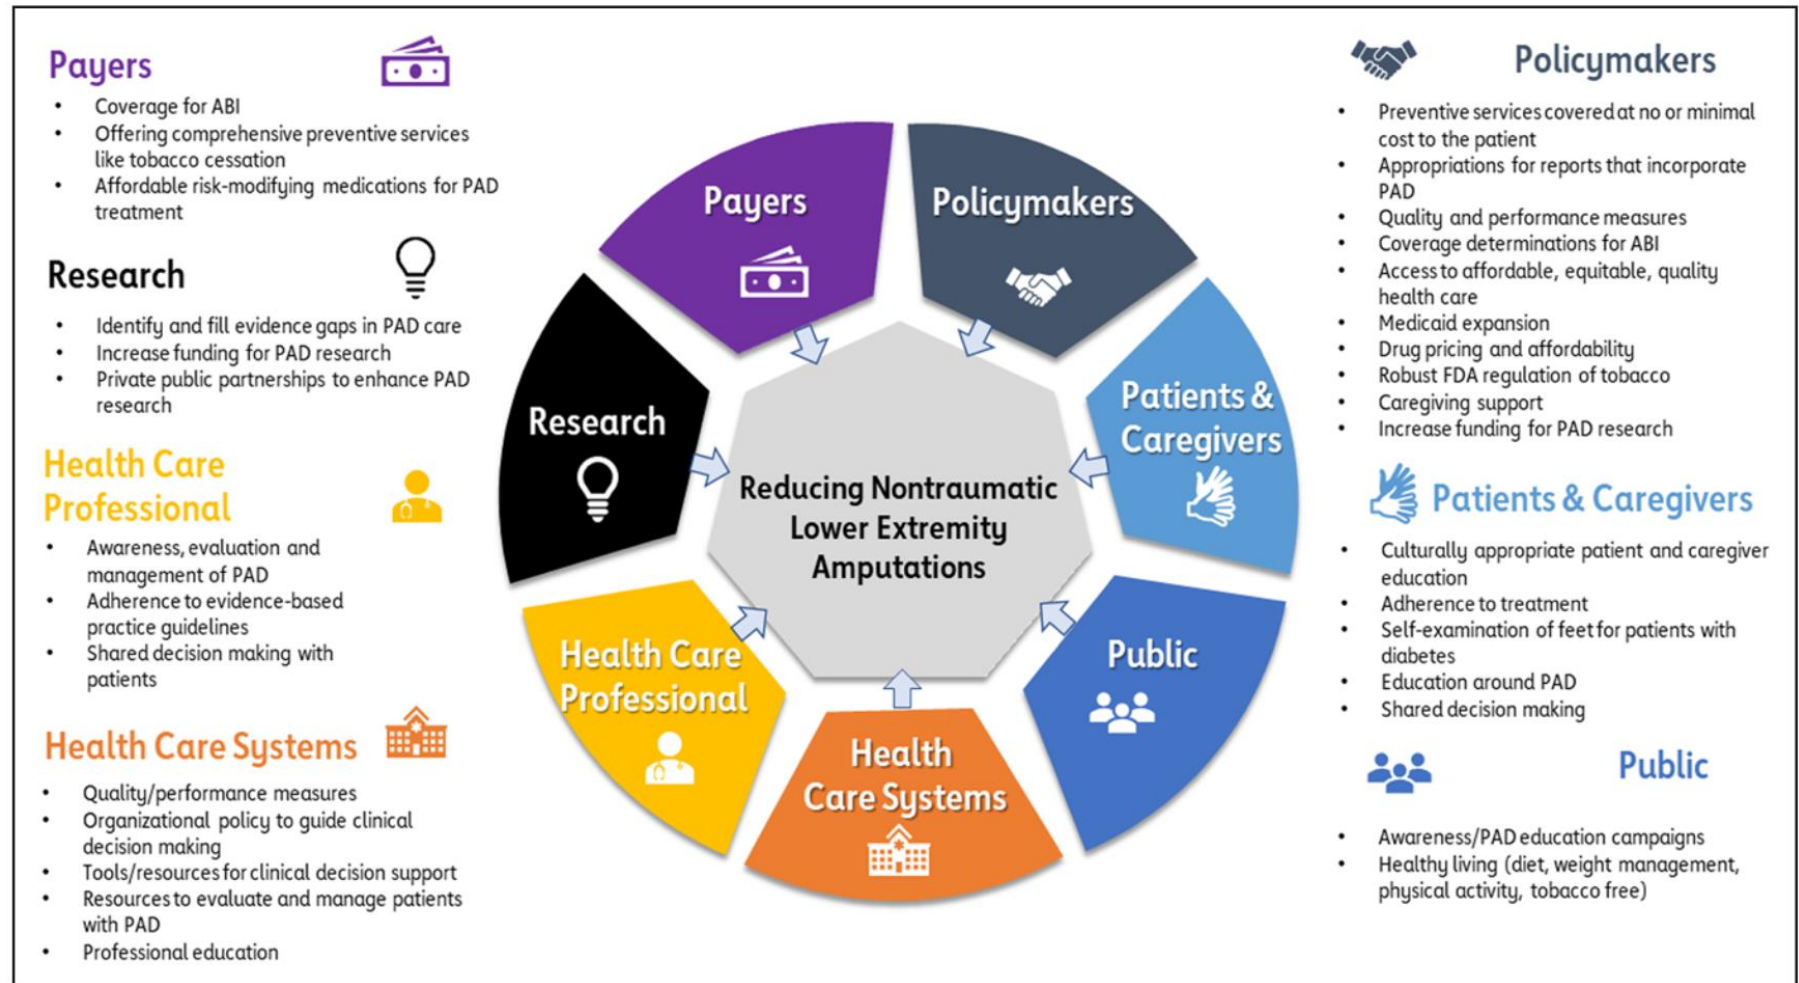 Payers
• Coverage for ABI
• Offering comprehensive preventive services
like tobacco cessation
• Affordable risk-modifying medications for PAD
treatment
Research
• Identify and fill evidence gaps in PAD care
• Increase funding for PAD research
• Private public partnerships to enhance PAD
research
Health Care
Professional
• Awareness, evaluation and
management of PAD
• Adherence to evidence-based
practice guidelines
• Shared decision making with
patients
Health Care Systems
• Quality/performance measures
• Organizational policy to guide clinical
decision making
• Tools/resources for clinical decision support
• Resources to evaluate and manage patients
with PAD
• Professional education
Payers
Policymakers
Research
Patients &
Caregivers
Reducing Nontraumatic
Lower Extremity
Amputations
Health Care
Professional
Public
Health
Care Systems
Policymakers
• Preventive services covered at no or minimal
cost to the patient
• Appropriations for reports that incorporate
PAD
• Quality and performance measures
• Coverage determinations for ABI
• Access to affordable, equitable, quality
health care
• Medicaid expansion
• Drug pricing and affordability
• Robust FDA regulation of tobacco
• Caregiving support
• Increase funding for PAD research
Patients & Caregivers
• Culturally appropriate patient and caregiver
education
• Adherence to treatment
• Self-examination of feet for patients with
diabetes
• Education around PAD
• Shared decision making
Public
• Awareness/PAD education campaigns
• Healthy living (diet, weight management,
physical activity, tobacco free)